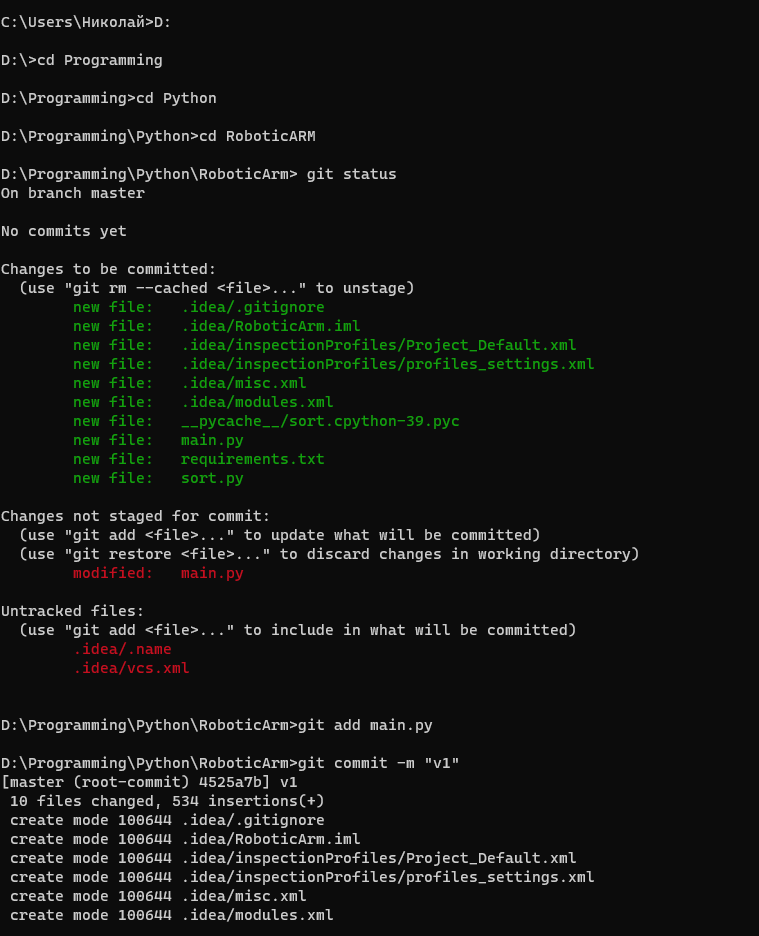 C:\Users\Николай>D:
D:\>cd Programming
D:\Programming>cd Python
D:\Programming\Python>cd RoboticARM
D:\Programming\Python\RoboticArm> git status
On branch master
No commits yet
Changes to be committed:
  (use "git rm --cached <file>..." to unstage)
        new file:   .idea/.gitignore
        new file:   .idea/RoboticArm.iml
        new file:   .idea/inspectionProfiles/Project_Default.xml
        new file:   .idea/inspectionProfiles/profiles_settings.xml
        new file:   .idea/misc.xml
        new file:   .idea/modules.xml
        new file:   __pycache__/sort.cpython-39.pyc
        new file:   main.py
        new file:   requirements.txt
        new file:   sort.py
Changes not staged for commit:
  (use "git add <file>..." to update what will be committed)
  (use "git restore <file>..." to discard changes in working directory)
        modified:   main.py
Untracked files:
  (use "git add <file>..." to include in what will be committed)
        .idea/.name
        .idea/vcs.xml
D:\Programming\Python\RoboticArm>git add main.py
D:\Programming\Python\RoboticArm>git commit -m "v1"
[master (root-commit) 4525a7b] v1
 10 files changed, 534 insertions(+)
 create mode 100644 .idea/.gitignore
 create mode 100644 .idea/RoboticArm.iml
 create mode 100644 .idea/inspectionProfiles/Project_Default.xml
 create mode 100644 .idea/inspectionProfiles/profiles_settings.xml
 create mode 100644 .idea/misc.xml
 create mode 100644 .idea/modules.xml